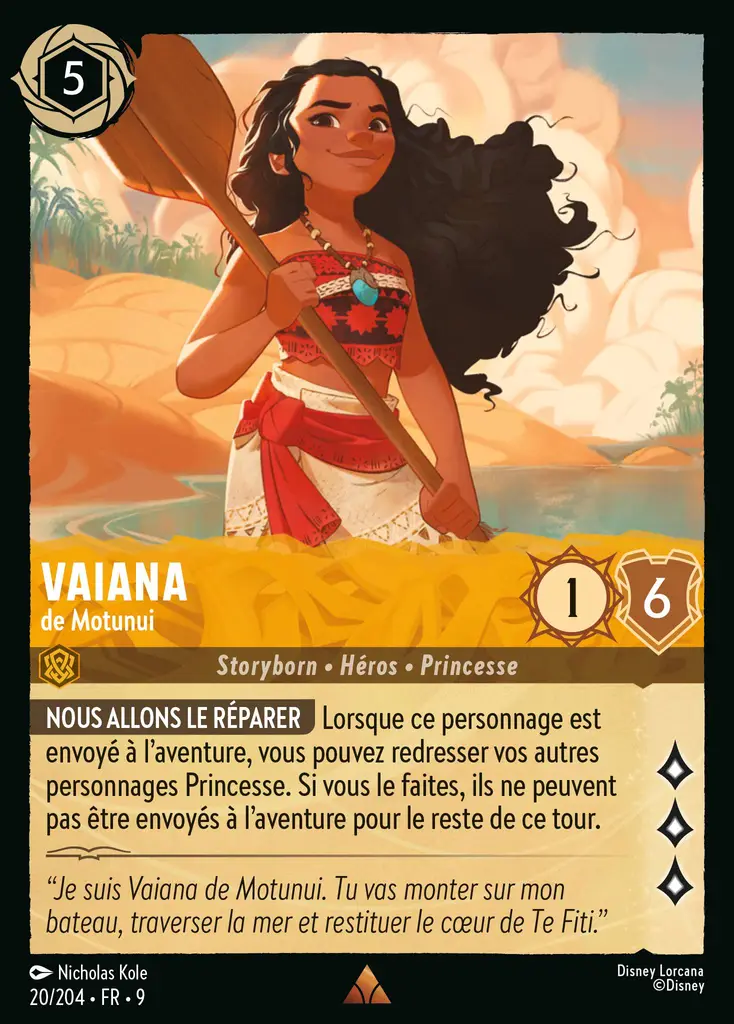 5
VAIANA
de Motunui
1
6
Storyborn • Héros • Princesse
NOUS ALLONS LE RÉPARER Lorsque ce personnage est
envoyé à l’aventure, vous pouvez redresser vos autres
personnages Princesse. Si vous le faites, ils ne peuvent
pas être envoyés à l’aventure pour le reste de ce tour.
“Je suis Vaiana de Motunui. Tu vas monter sur mon
bateau, traverser la mer et restituer le cœur de Te Fiti.”
Nicholas Kole
20/204 • FR • 9
Disney Lorcana
©Disney